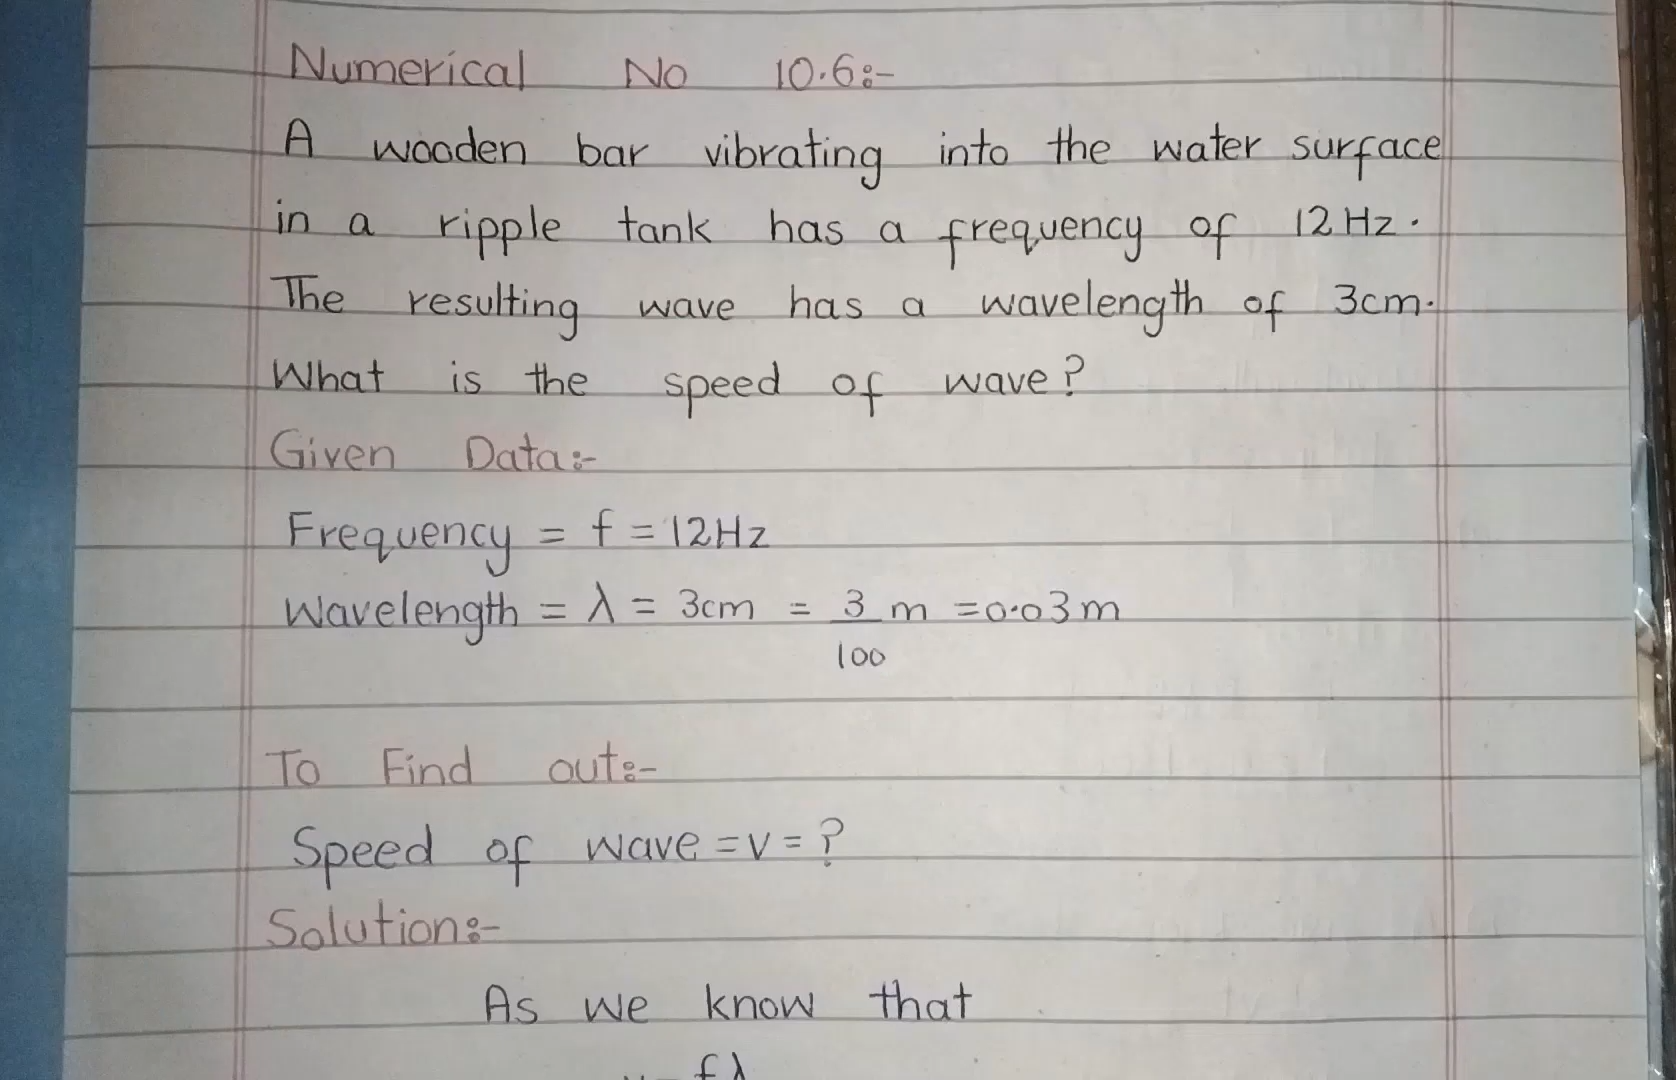 Numerical No 10.6:-
A wooden bar vibrating into the water surface
in a ripple tank has a frequency of 12 Hz.
The resulting wave has a wavelength of 3cm.
What is the speed of wave?
Given Data:-
Frequency = f = 12Hz
Wavelength = λ = 3cm = 3/100 m = 0.03m
To Find out:-
Speed of wave = v = ?
Solution:-
As we know that
v = fλ